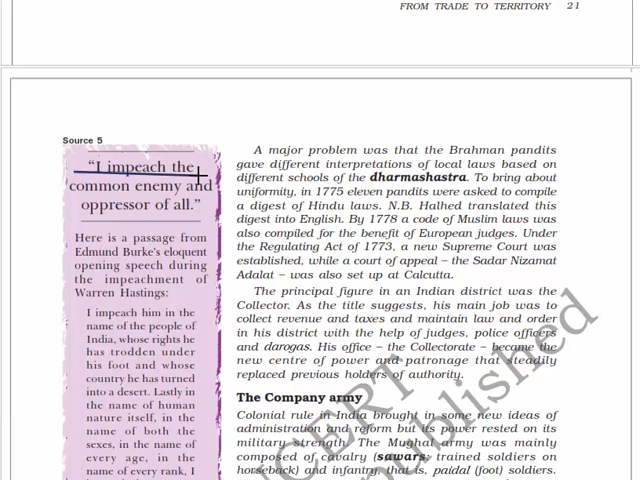 FROM TRADE TO TERRITORY 21
Source 5
“I impeach the
common enemy and
oppressor of all.”
Here is a passage from
Edmund Burke’s eloquent
opening speech during
the impeachment of
Warren Hastings:
I impeach him in the
name of the people of
India, whose rights he
has trodden under
his foot and whose
country he has turned
into a desert. Lastly in
the name of human
nature itself, in the
name of both the
sexes, in the name of
every age, in the
name of every rank, I
A major problem was that the Brahman pandits
gave different interpretations of local laws based on
different schools of the dharmashastra. To bring about
uniformity, in 1775 eleven pandits were asked to compile
a digest of Hindu laws. N.B. Halhed translated this
digest into English. By 1778 a code of Muslim laws was
also compiled for the benefit of European judges. Under
the Regulating Act of 1773, a new Supreme Court was
established, while a court of appeal – the Sadar Nizamat
Adalat – was also set up at Calcutta.
The principal figure in an Indian district was the
Collector. As the title suggests, his main job was to
collect revenue and taxes and maintain law and order
in his district with the help of judges, police officers
and darogas. His office – the Collectorate – became the
new centre of power and patronage that steadily
replaced previous holders of authority.
The Company army
Colonial rule in India brought in some new ideas of
administration and reform but its power rested on its
military strength. The Mughal army was mainly
composed of cavalry (sawars: trained soldiers on
horseback) and infantry, that is, paidal (foot) soldiers.
NCERT
republished